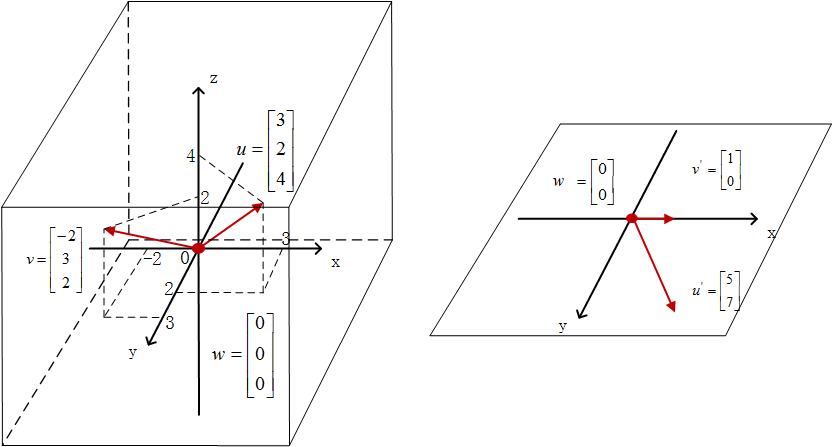 z
u = [3 2 4]
4
2
3
v = [-2 3 2]
-2
0
x
2
3
y
w = [0 0 0]
w [0 0]
v' = [1 0]
x
u' = [5 7]
y